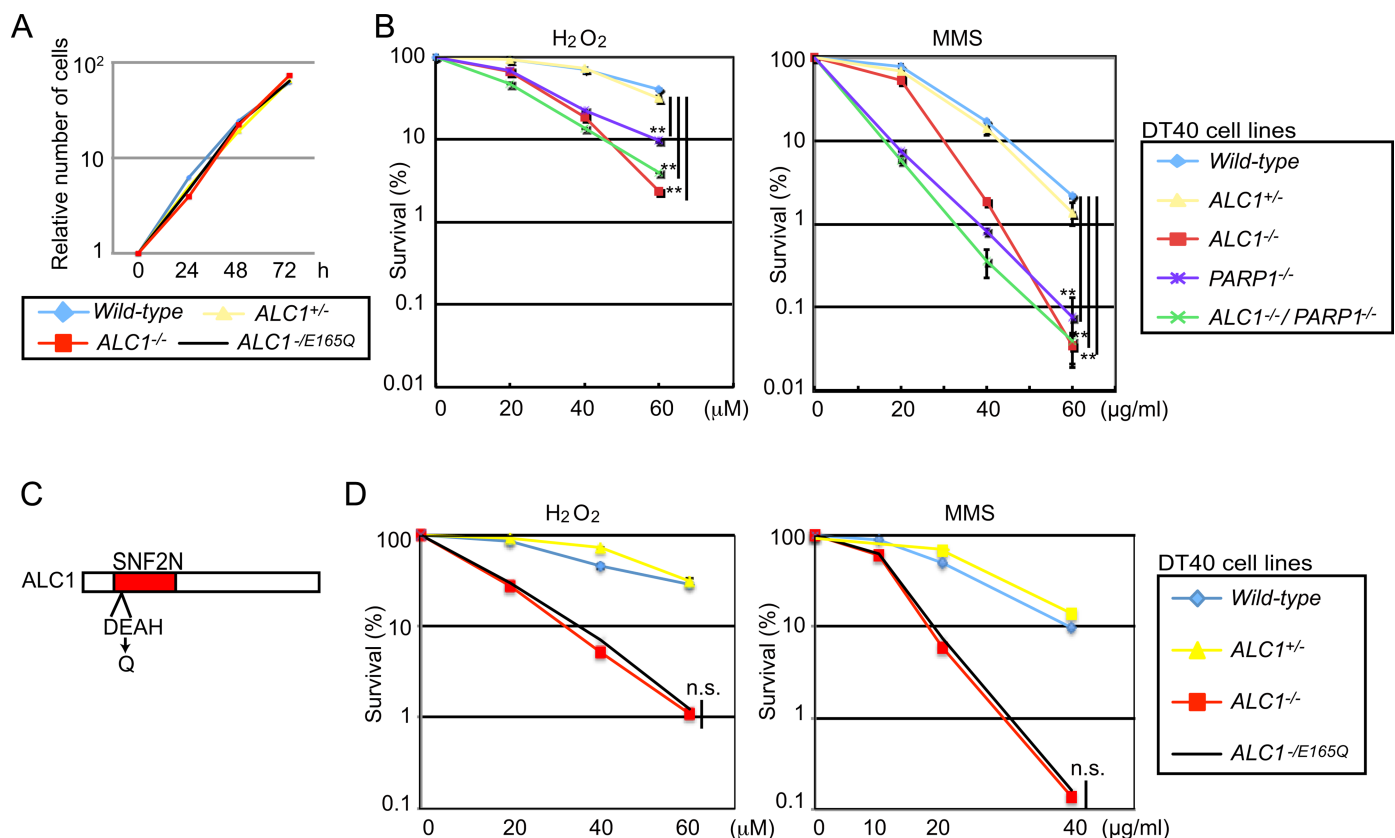 A
Relative number of cells
10²
10
1
0 24 48 72 h
Wild-type
ALC1+/-
ALC1-/-
ALC1-/E165Q
B
H₂O₂
Survival (%)
100
10
1
0.1
0.01
0 20 40 60 (μM)
**
**
**
MMS
Survival (%)
100
10
1
0.1
0.01
0 20 40 60 (μg/ml)
**
**
**
DT40 cell lines
Wild-type
ALC1+/-
ALC1-/-
PARP1-/-
ALC1-/-/ PARP1-/-
C
SNF2N
ALC1
DEAH
Q
D
H₂O₂
Survival (%)
100
10
1
0.1
0 20 40 60 (μM)
n.s.
MMS
Survival (%)
100
10
1
0.1
0 10 20 40 (μg/ml)
n.s.
DT40 cell lines
Wild-type
ALC1+/-
ALC1-/-
ALC1-/E165Q